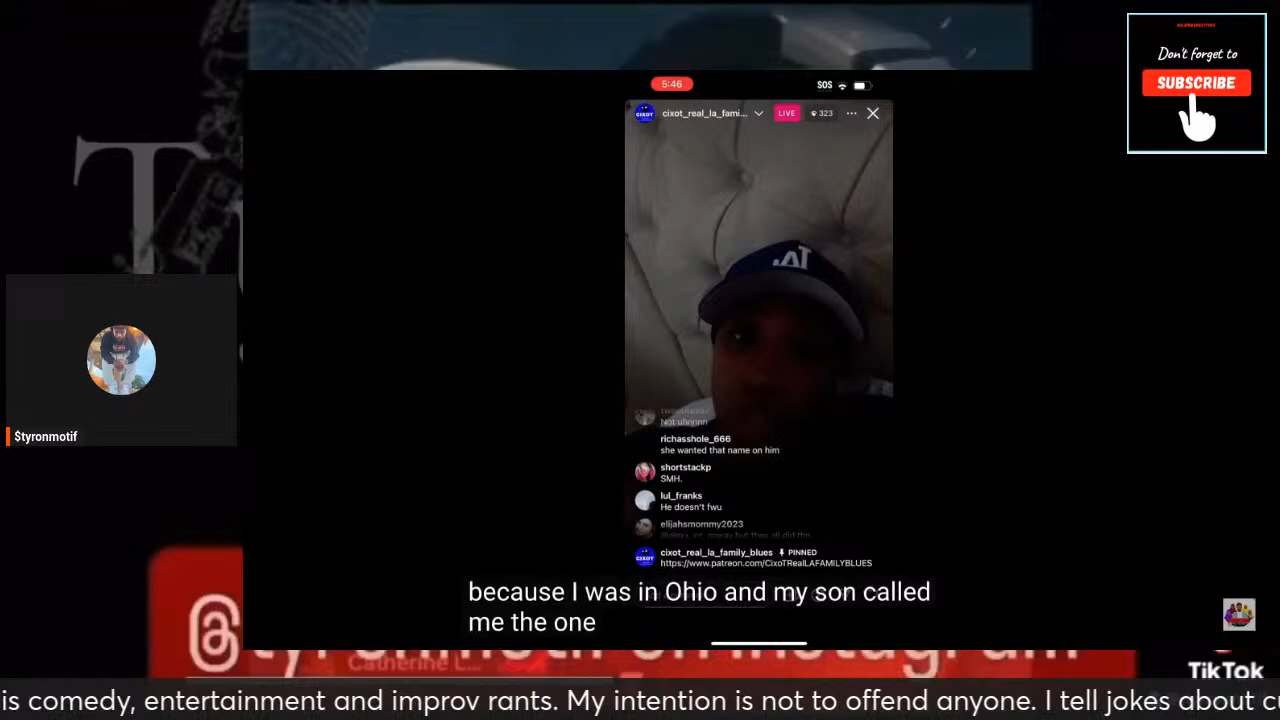 Don't forget to
SUBSCRIBE
5:46
SOS
cixot_real_la_fami...
LIVE
323
LA
Not uhnnnn
richasshole_666
she wanted that name on him
shortstackp
SMH.
lul_franks
He doesn't fwu
elijahsmommy2023
cixot_real_la_family_blues PINNED
https://www.patreon.com/CixoTRealLAFAMILYBLUES
$tyronmotif
because I was in Ohio and my son called
me the one
Catherine L...
TikTok
is comedy, entertainment and improv rants. My intention is not to offend anyone. I tell jokes about c